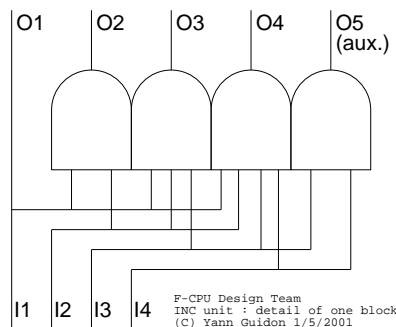 O1 O2 O3 O4 O5
(aux.)
I1 I2 I3 I4
F-CPU Design Team
INC unit : detail of one block
(C) Yann Guidon 1/5/2001